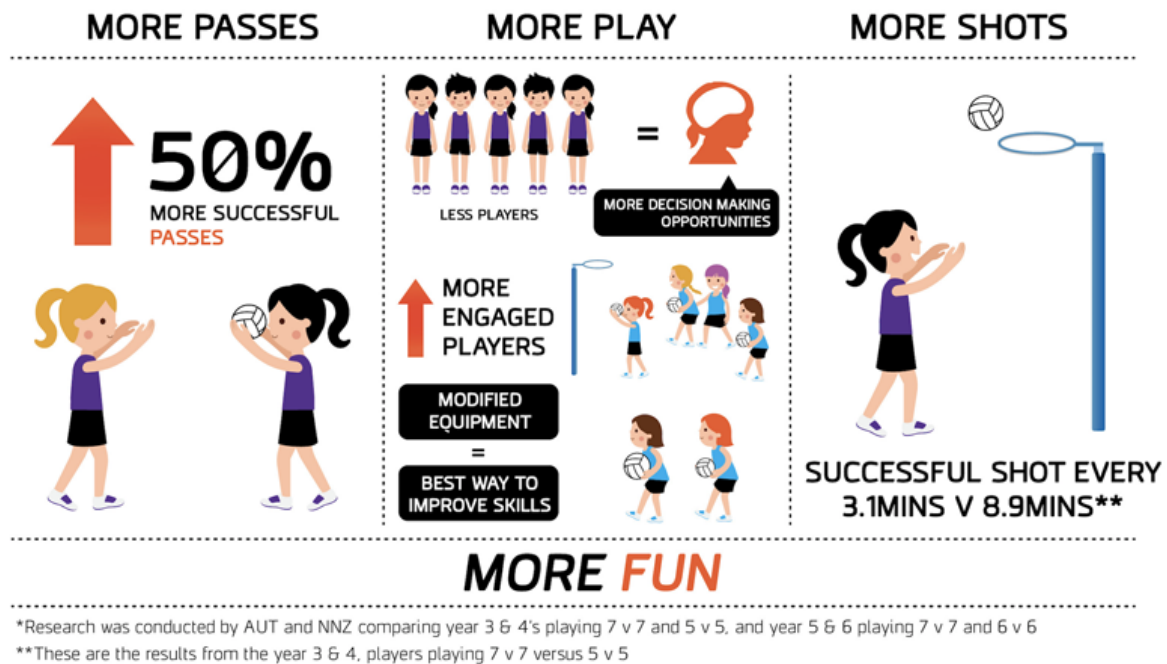 MORE PASSES
50%
MORE SUCCESSFUL
PASSES
MORE PLAY
=
LESS PLAYERS
MORE DECISION MAKING
OPPORTUNITIES
MORE
ENGAGED
PLAYERS
MODIFIED
EQUIPMENT
=
BEST WAY TO
IMPROVE SKILLS
MORE SHOTS
SUCCESSFUL SHOT EVERY
3.1MINS V 8.9MINS**
MORE FUN
*Research was conducted by AUT and NNZ comparing year 3 & 4's playing 7 v 7 and 5 v 5, and year 5 & 6 playing 7 v 7 and 6 v 6
**These are the results from the year 3 & 4, players playing 7 v 7 versus 5 v 5